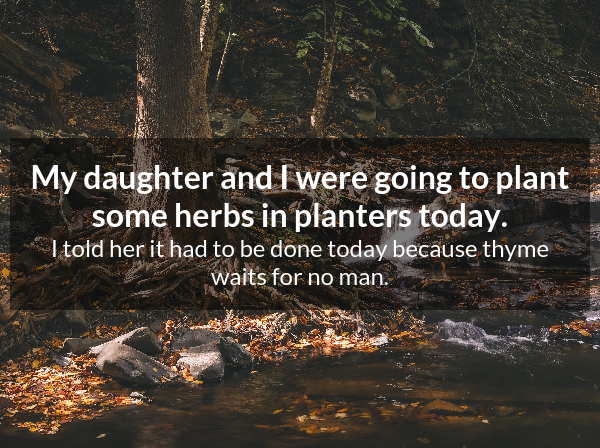 My daughter and I were going to plant
some herbs in planters today.
I told her it had to be done today because thyme
waits for no man.